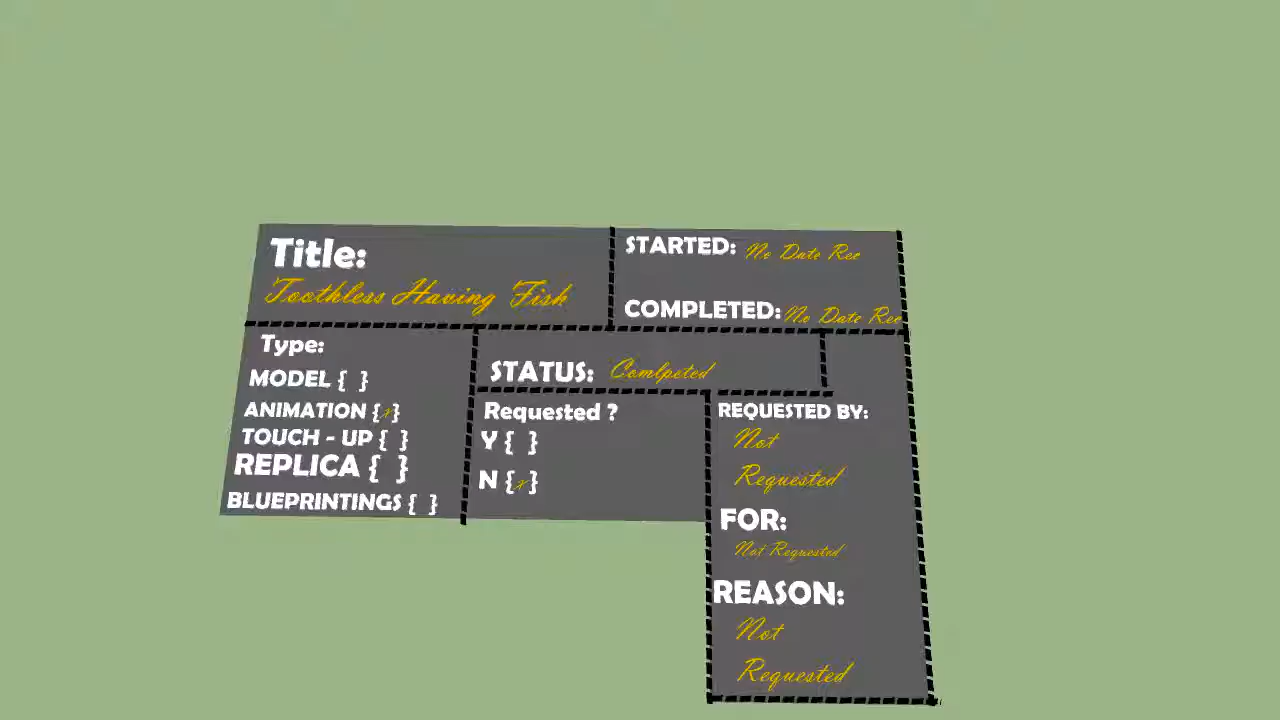 Title:
Toothless Having Fish
STARTED: No Date Rec
COMPLETED: No Date Rec
Type:
MODEL { }
ANIMATION {x}
TOUCH - UP { }
REPLICA { }
BLUEPRINTINGS { }
STATUS: Comlpeted
Requested ?
Y { }
N {x}
REQUESTED BY:
Not
Requested
FOR:
Not Requested
REASON:
Not
Requested